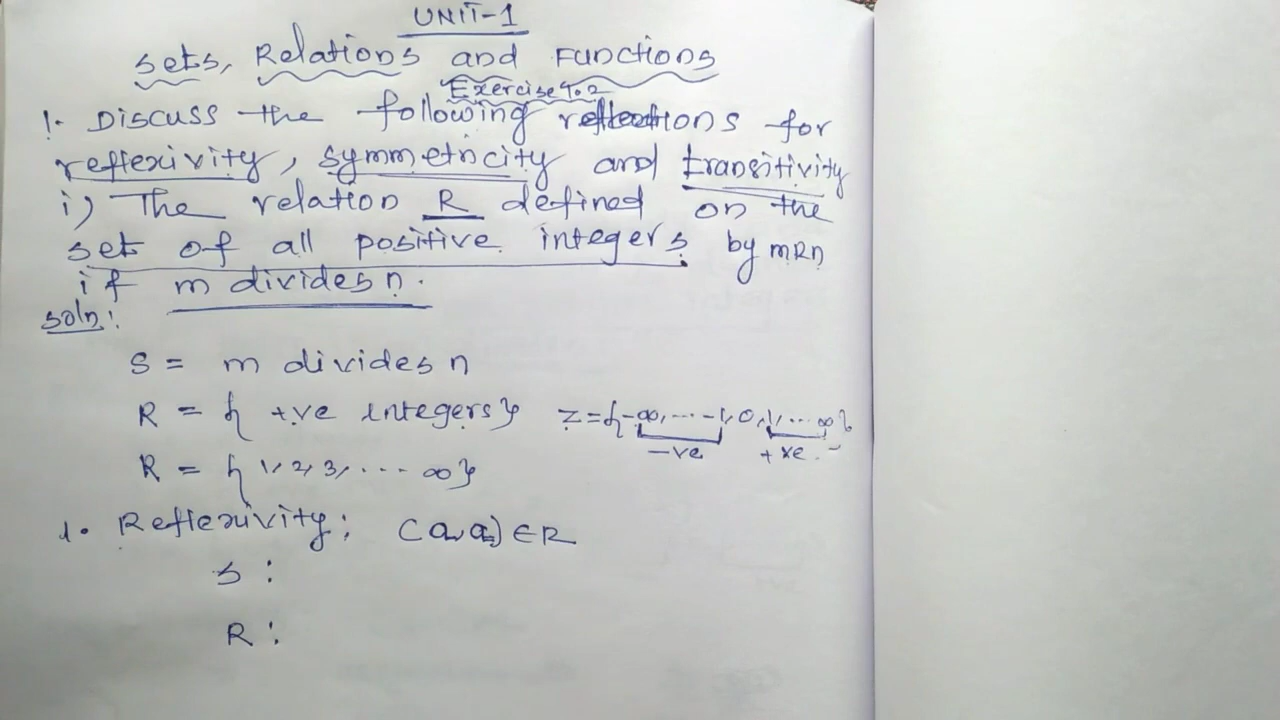 UNIT-1
Sets, Relations and Functions
Exercise 1.2
1. Discuss the following relations for
reflexivity, symmetricity and transitivity
i) The relation R defined on the
set of all positive integers by mRn
if m divides n.
soln:
S = m divides n
R = { +ve integers} Z={-∞,...-1,0,1,...∞}
-ve +ve
R = { 1, 2, 3, .... ∞}
1. Reflexivity: (a,a) ∈ R
S :
R :